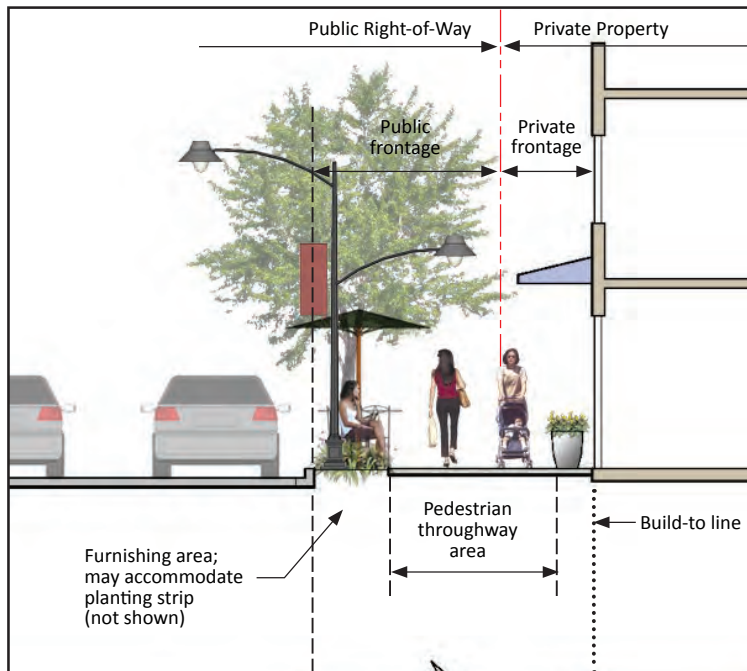 Public Right-of-Way
Private Property
Public
frontage
Private
frontage
Pedestrian
throughway
area
Build-to line
Furnishing area;
may accommodate
planting strip
(not shown)